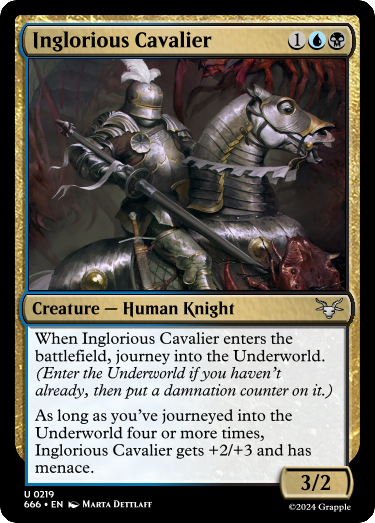 Inglorious Cavalier 1
Creature — Human Knight
When Inglorious Cavalier enters the
battlefield, journey into the Underworld.
(Enter the Underworld if you haven't
already, then put a damnation counter on it.)
As long as you've journeyed into the
Underworld four or more times,
Inglorious Cavalier gets +2/+3 and has
menace.
3/2
U 0219
666 • EN Marta Dettlaff
©2024 Grapple